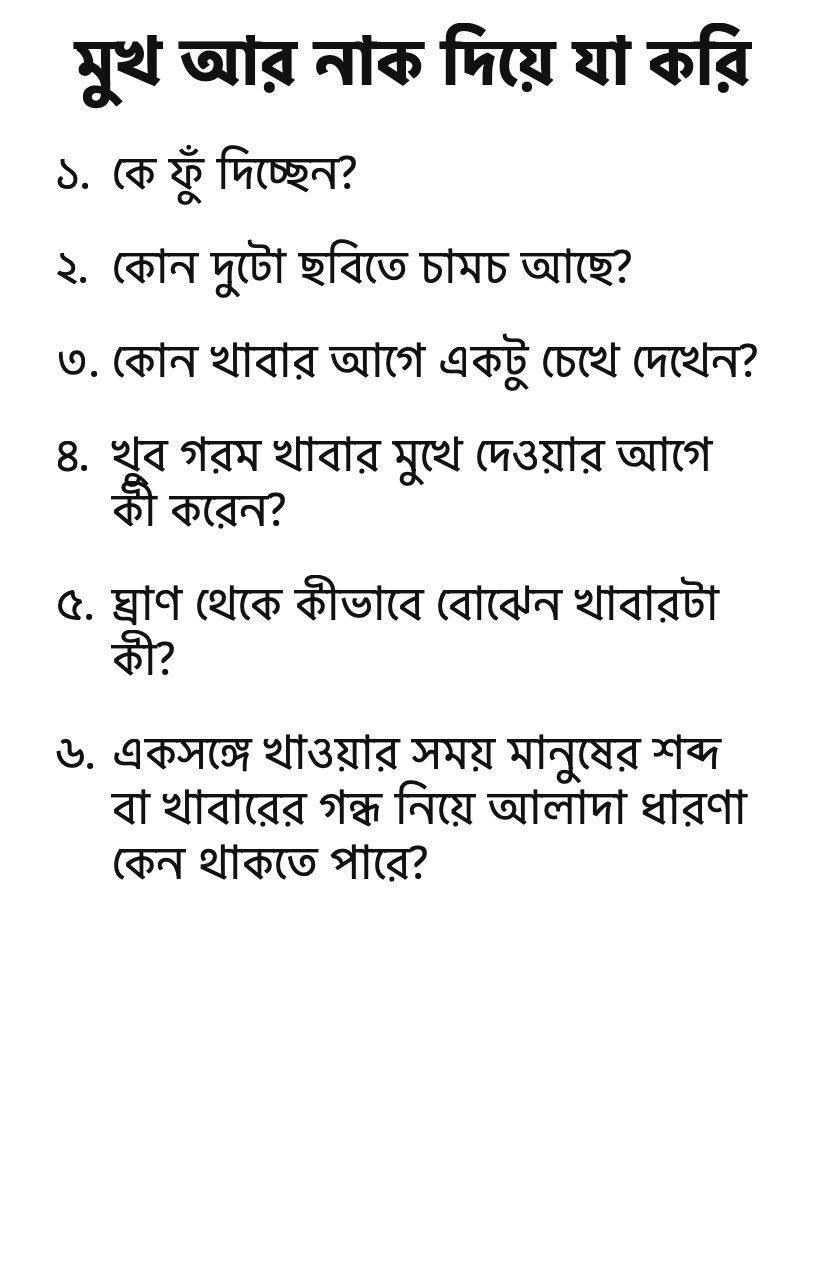 মুখ আর নাক দিয়ে যা করি
১. কে ফুঁ দিচ্ছেন?
২. কোন দুটো ছবিতে চামচ আছে?
৩. কোন খাবার আগে একটু চেখে দেখেন?
৪. খুব গরম খাবার মুখে দেওয়ার আগে
কী করেন?
৫. ঘ্রাণ থেকে কীভাবে বোঝেন খাবারটা
কী?
৬. একসঙ্গে খাওয়ার সময় মানুষের শব্দ
বা খাবারের গন্ধ নিয়ে আলাদা ধারণা
কেন থাকতে পারে?